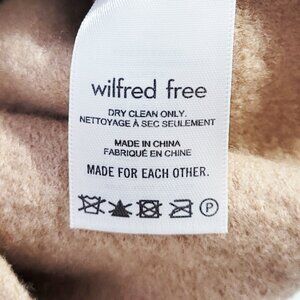 wilfred free
DRY CLEAN ONLY.
NETTOYAGE À SEC SEULEMENT
MADE IN CHINA
FABRIQUÉ EN CHINE
MADE FOR EACH OTHER.
P